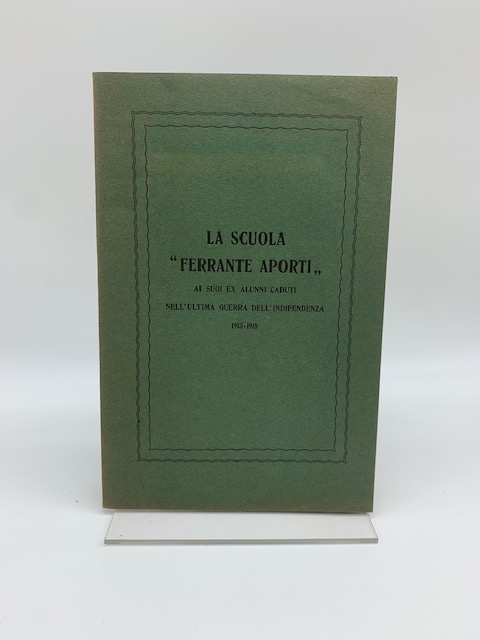 LA SCUOLA
“FERRANTE APORTI„
AI SUOI EX ALUNNI CADUTI
NELL'ULTIMA GUERRA DELL'INDIPENDENZA
1915-1918